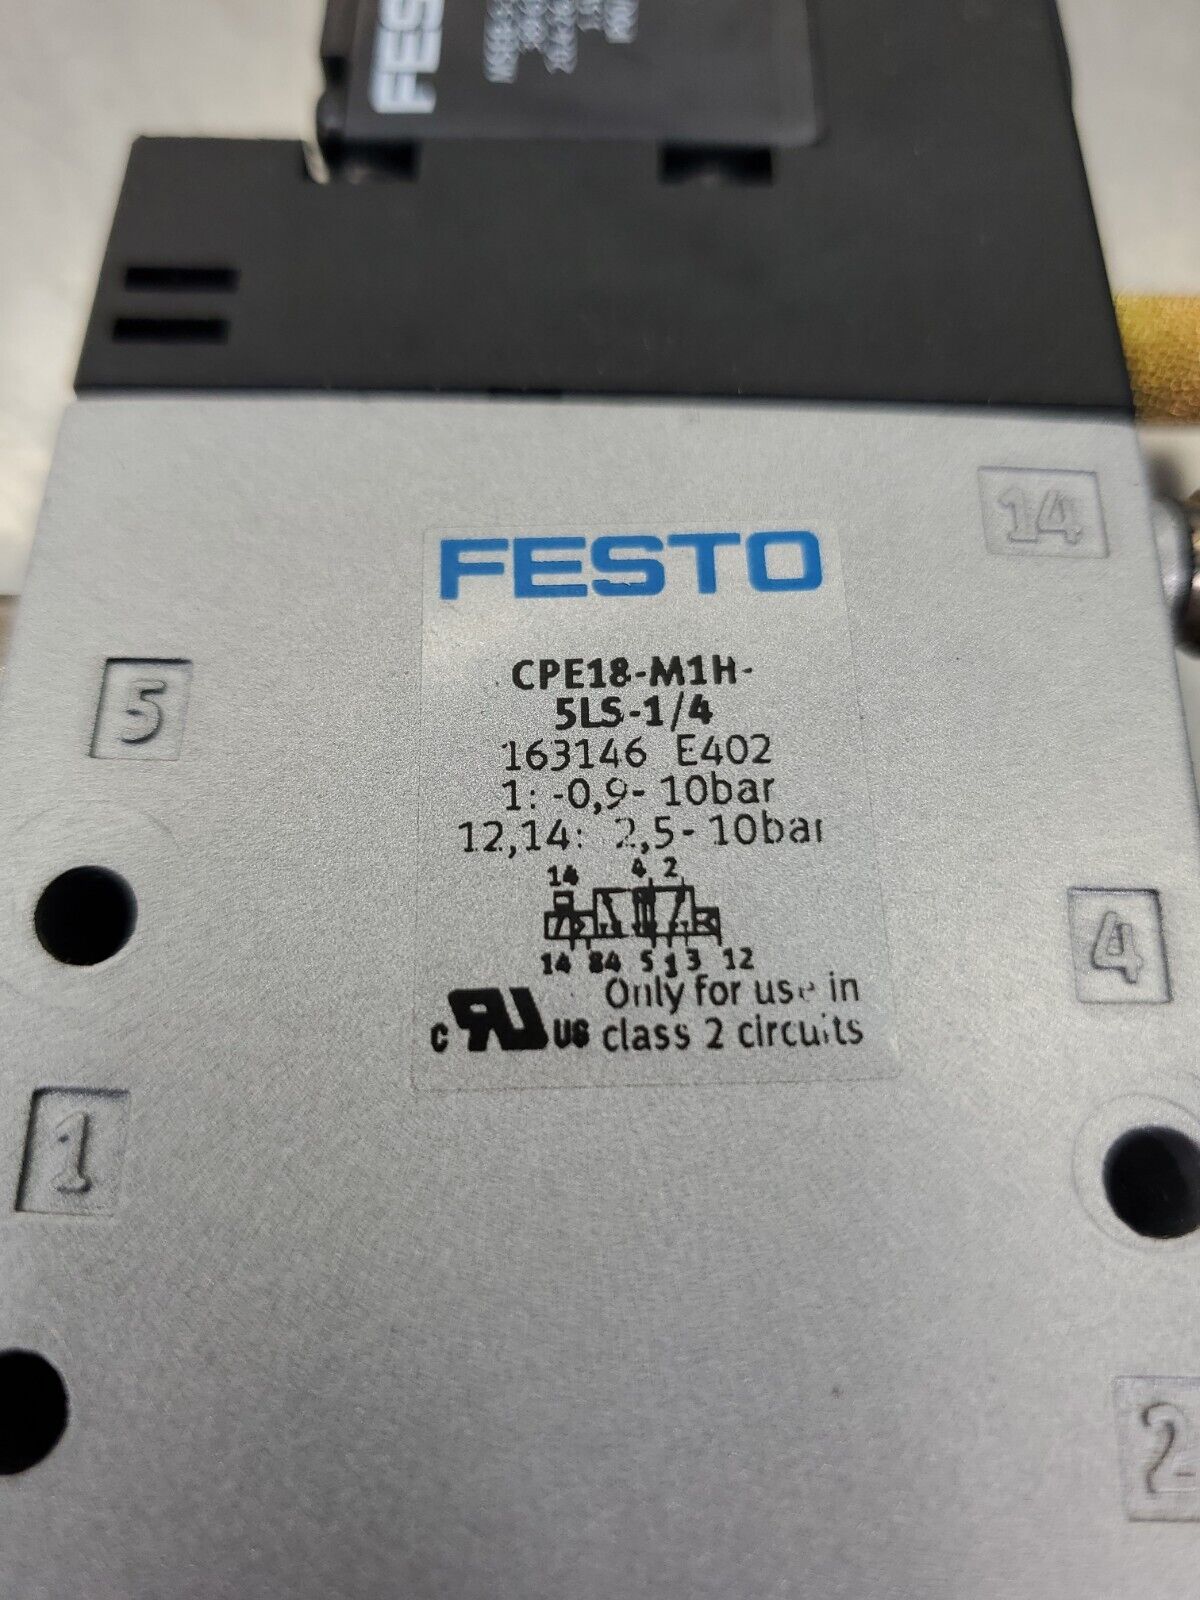 FES
14
FESTO
CPE18-M1H-
5LS-1/4
163146 E402
1: -0,9- 10bar
12,14: 2,5- 10bar
14 4 2
14 84 5 1 3 12
Only for use in
c RU US class 2 circuits
5
4
1
2